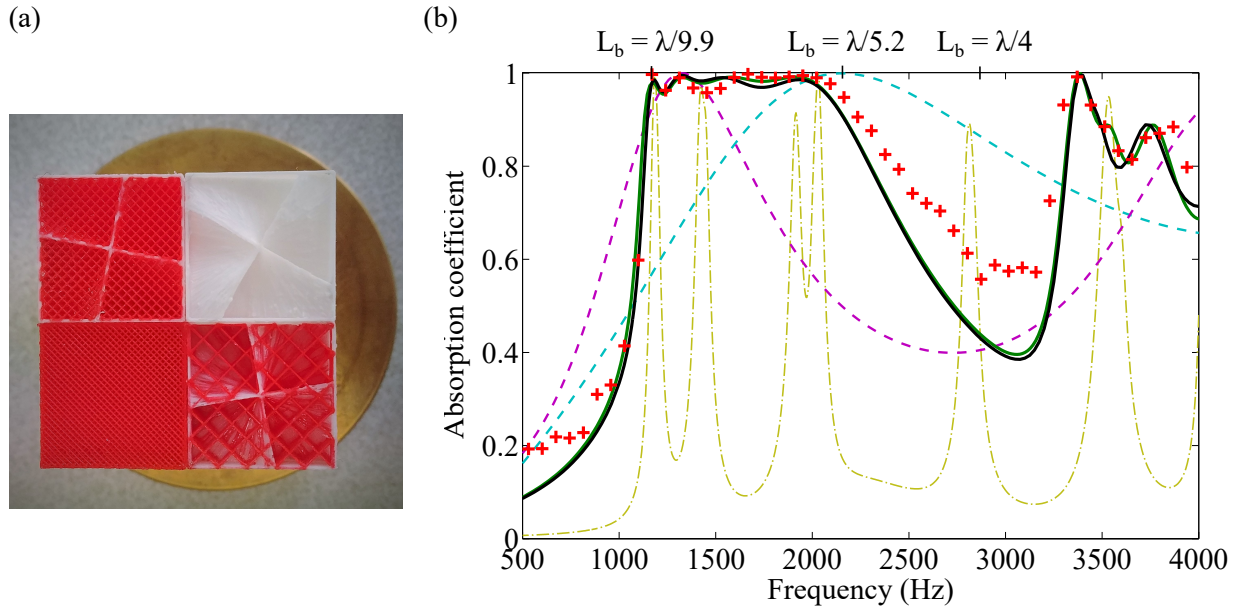 (a)
(b)
L_b = λ/9.9 L_b = λ/5.2 L_b = λ/4
1
0.8
0.6
0.4
0.2
0
Absorption coefficient
500 1000 1500 2000 2500 3000 3500 4000
Frequency (Hz)